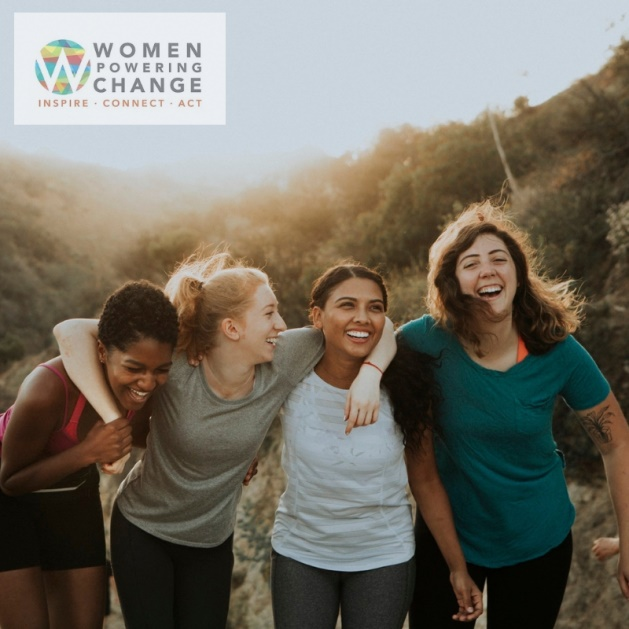 WOMEN
POWERING
CHANGE
INSPIRE · CONNECT · ACT